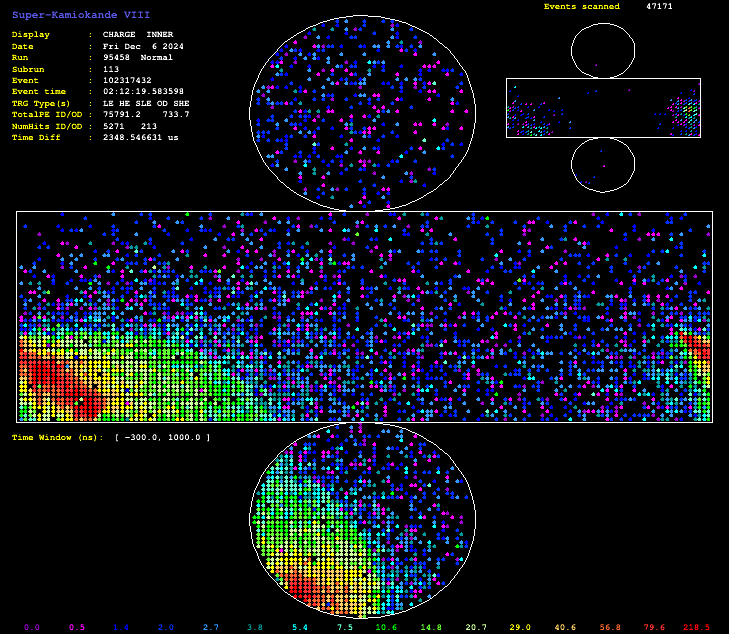 Super-Kamiokande VIII
Display : CHARGE INNER
Date : Fri Dec 6 2024
Run : 95458 Normal
Subrun : 113
Event : 102317432
Event time : 02:12:19.583598
TRG Type(s) : LE HE SLE OD SHE
TotalPE ID/OD : 75791.2 733.7
NumHits ID/OD : 5271 213
Time Diff : 2348.546631 us
Events scanned 47171
Time Window (ns): [ -300.0, 1000.0 ]
0.0 0.5 1.4 2.0 2.7 3.8 5.4 7.5 10.6 14.8 20.7 29.0 40.6 56.8 79.6 218.5